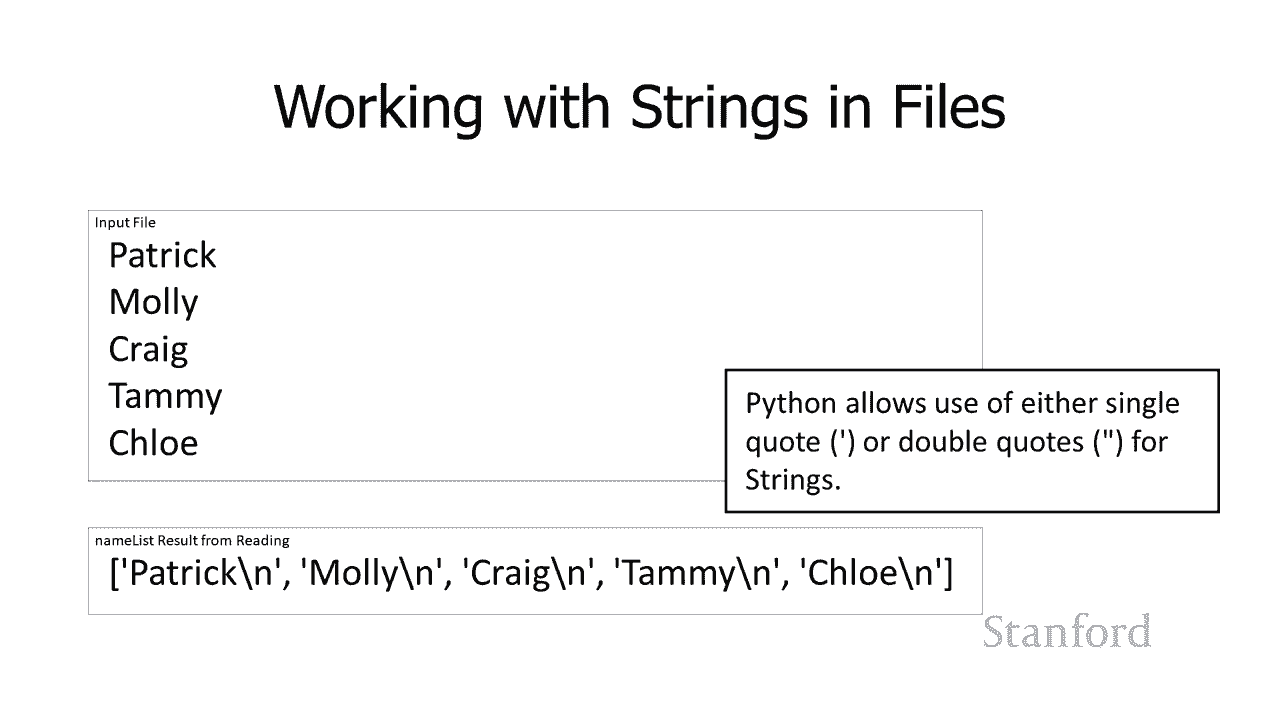 Working with Strings in Files
Input File
Patrick
Molly
Craig
Tammy
Chloe
Python allows use of either single
quote (') or double quotes (") for
Strings.
nameList Result from Reading
['Patrick\n', 'Molly\n', 'Craig\n', 'Tammy\n', 'Chloe\n']
Stanford